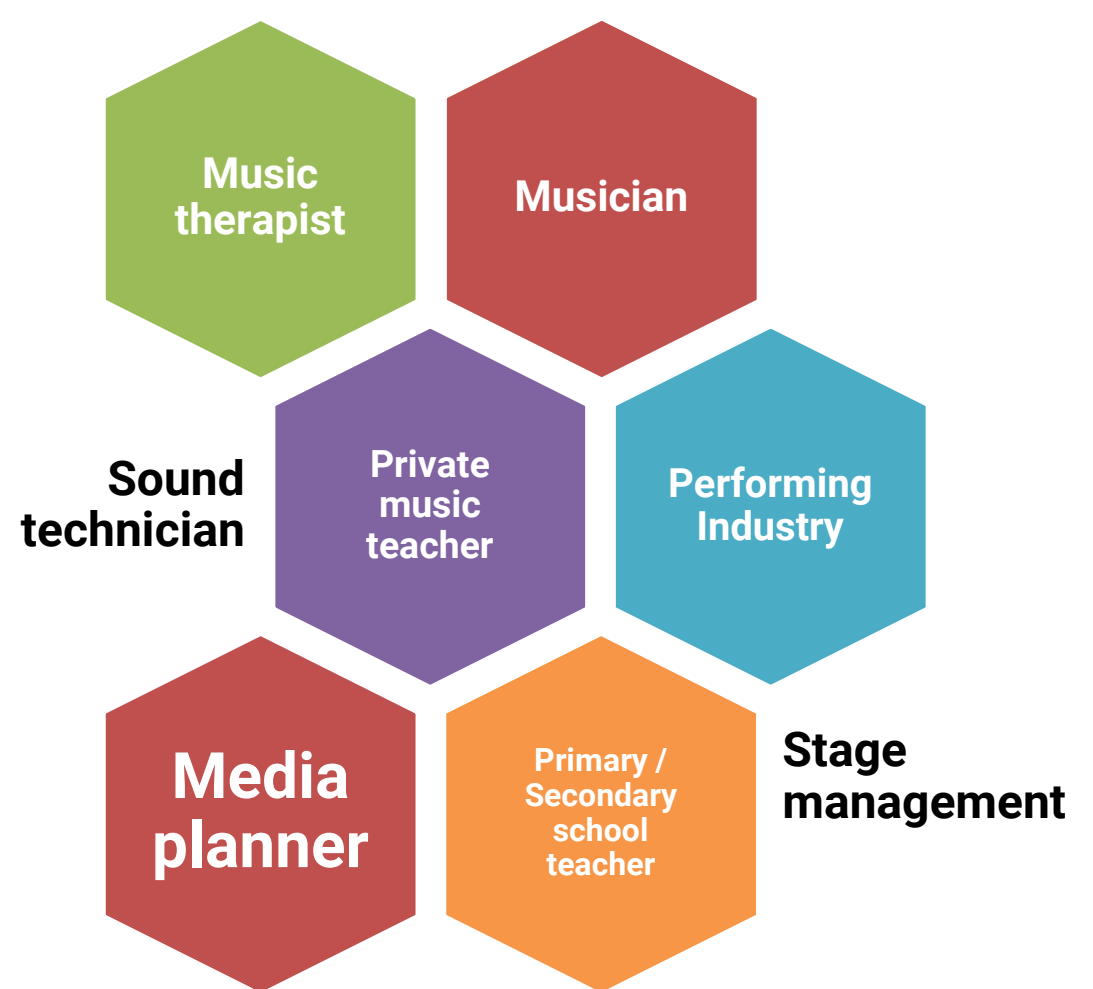 Music
therapist
Musician
Sound
technician
Private
music
teacher
Performing
Industry
Media
planner
Primary /
Secondary
school
teacher
Stage
management